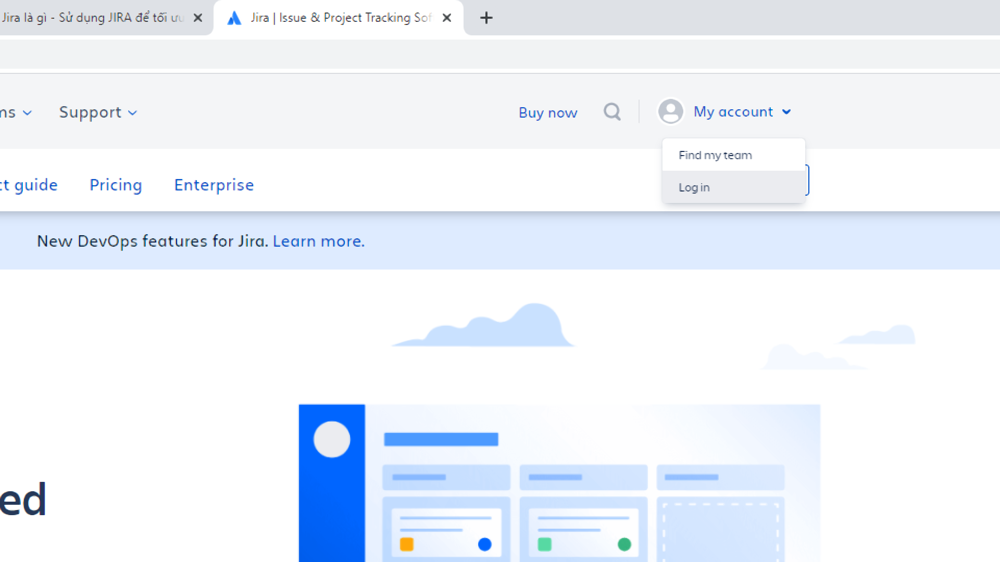 Jira là gì - Sử dụng JIRA để tối ưu
Jira | Issue & Project Tracking Sof
ms
Support
Buy now
My account
Find my team
Log in
ct guide
Pricing
Enterprise
New DevOps features for Jira. Learn more.
ed